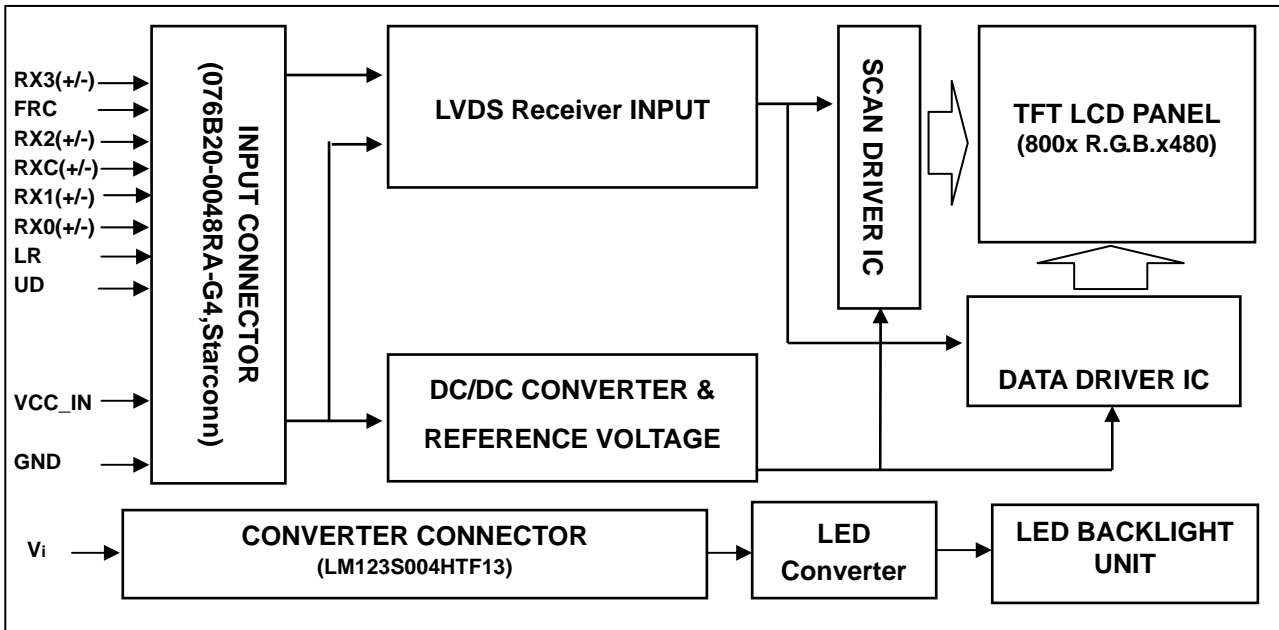 RX3(+/-)
FRC
RX2(+/-)
RXC(+/-)
RX1(+/-)
RX0(+/-)
LR
UD
VCC_IN
GND
INPUT CONNECTOR
(076B20-0048RA-G4,Starconn)
LVDS Receiver INPUT
SCAN DRIVER IC
TFT LCD PANEL
(800x R.G.B.x480)
DC/DC CONVERTER &
REFERENCE VOLTAGE
DATA DRIVER IC
Vi
CONVERTER CONNECTOR
(LM123S004HTF13)
LED
Converter
LED BACKLIGHT
UNIT